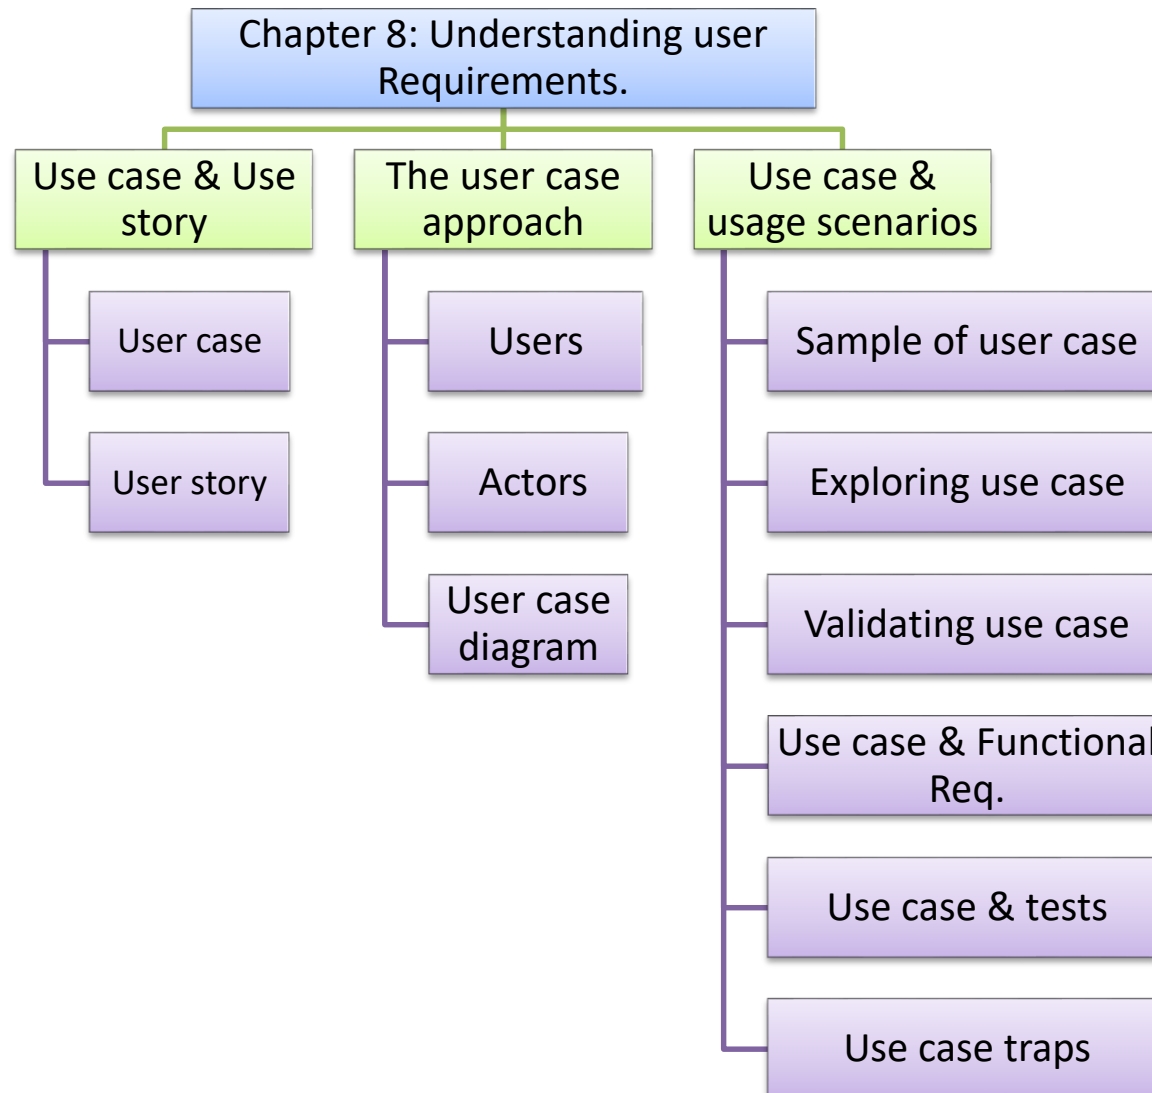 Chapter 8: Understanding user
Requirements.
Use case & Use
story
User case
User story
The user case
approach
Users
Actors
User case
diagram
Use case &
usage scenarios
Sample of user case
Exploring use case
Validating use case
Use case & Functional
Req.
Use case & tests
Use case traps